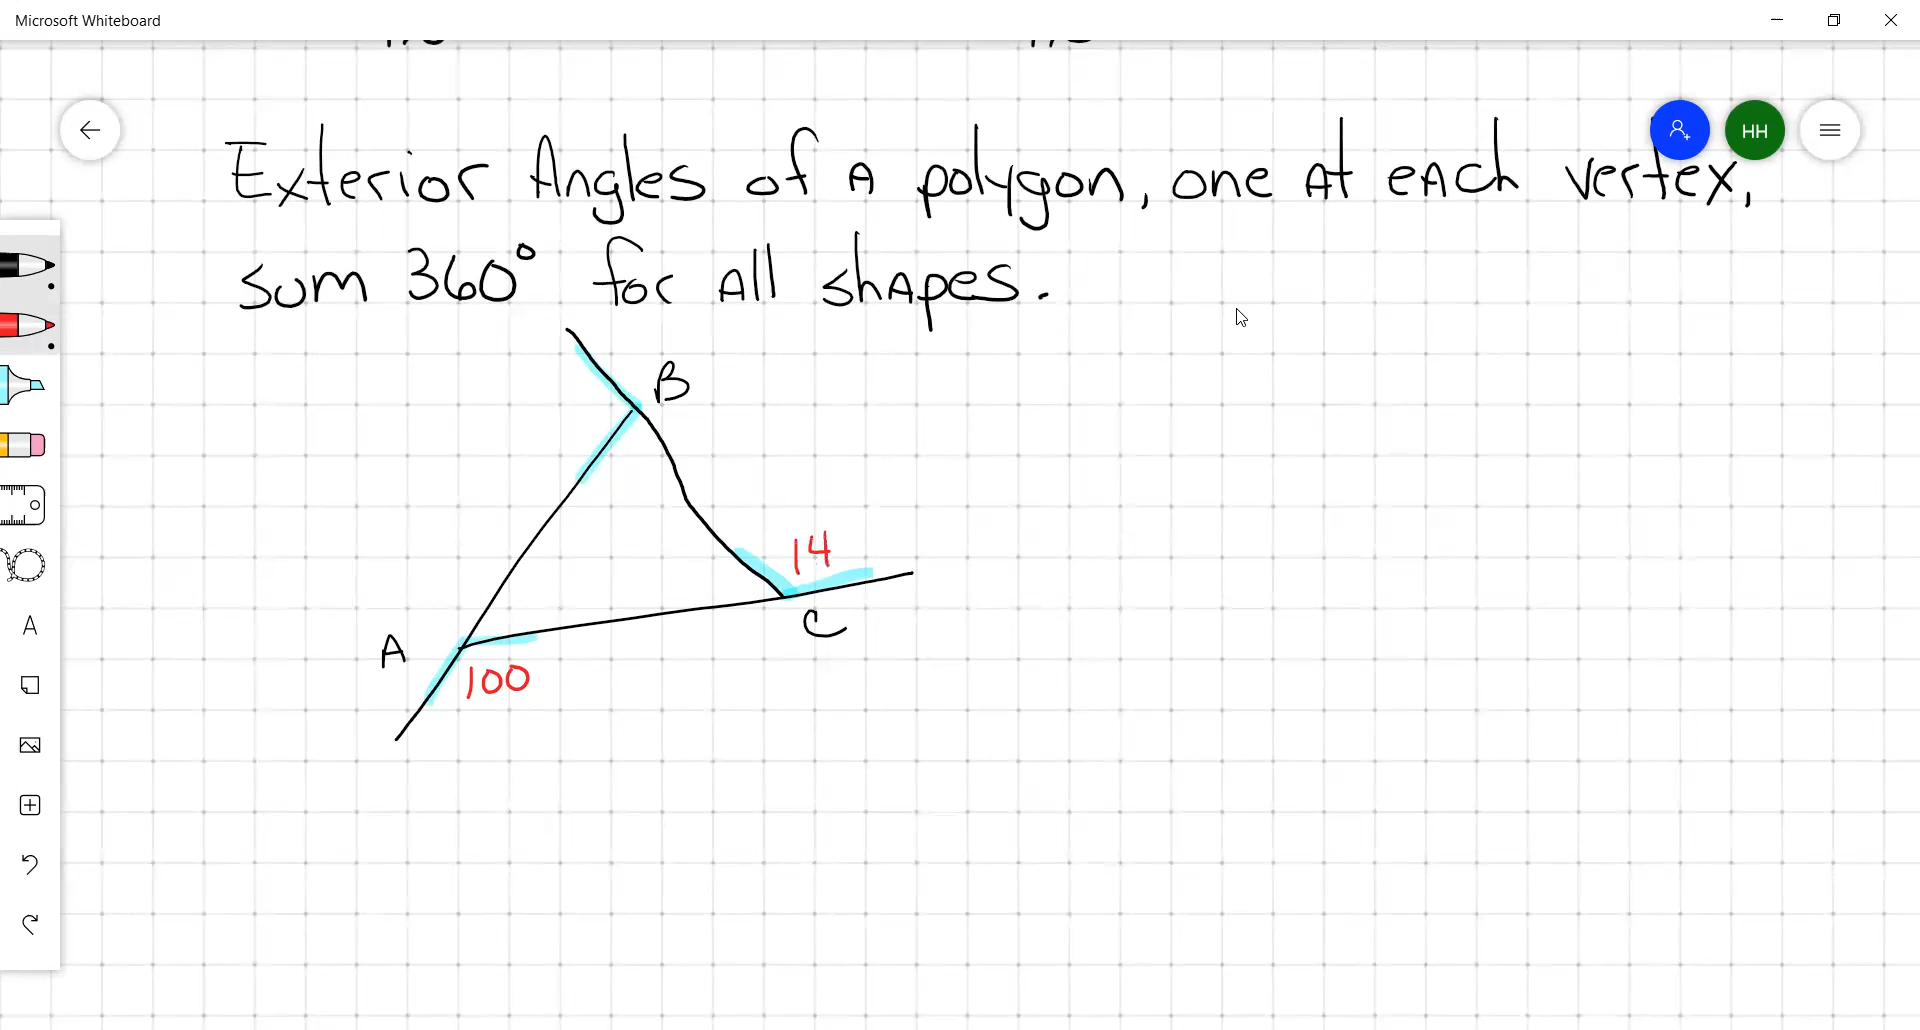 Microsoft Whiteboard
HH
Exterior Angles of A polygon, one At eAch vertex,
sum 360° for All shApes.
B
14
C
A
100
A